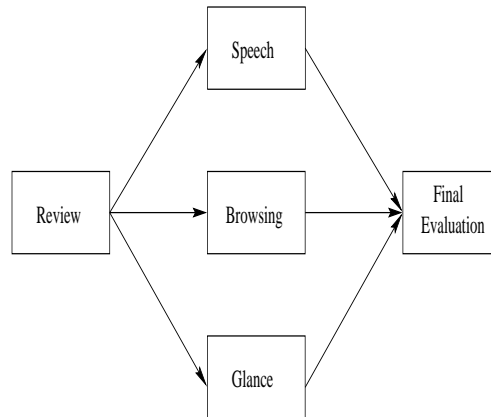 Speech
Review
Browsing
Final
Evaluation
Glance